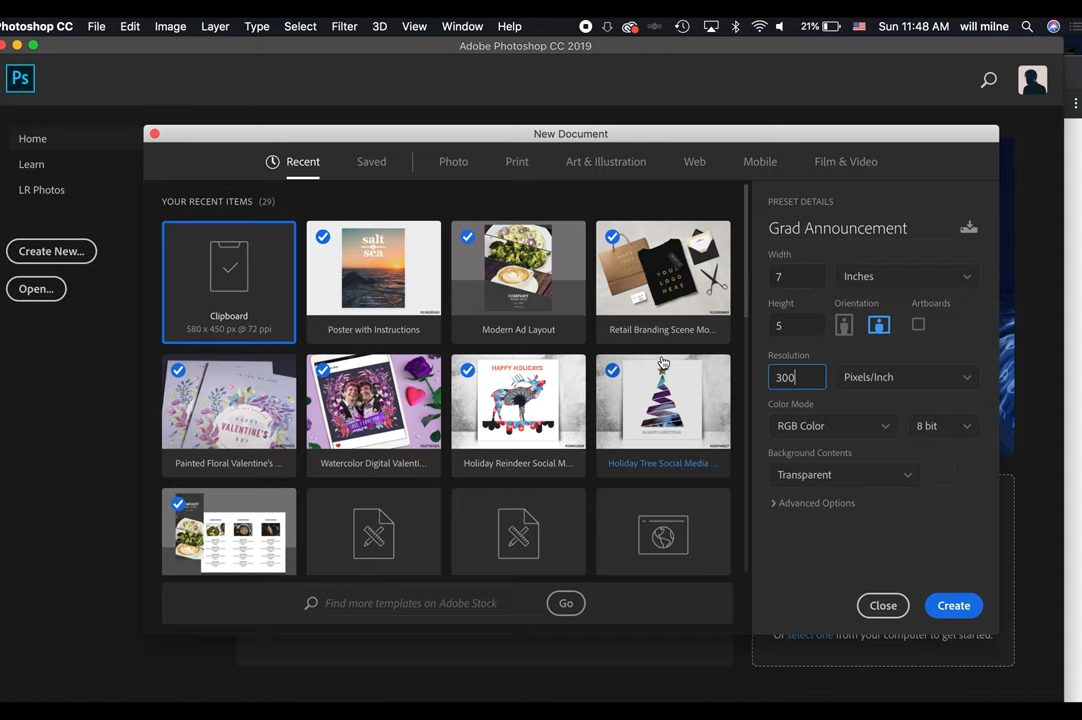 Photoshop CC File Edit Image Layer Type Select Filter 3D View Window Help 21% Sun 11:48 AM will milne
Adobe Photoshop CC 2019
Ps
Home
Learn
LR Photos
Create New...
Open...
New Document
Recent Saved Photo Print Art & Illustration Web Mobile Film & Video
YOUR RECENT ITEMS (29)
Clipboard
580 x 450 px @ 72 ppi
salt
sea
Poster with Instructions
COMPANY
Modern Ad Layout
YOUR
LOGO
HERE
Retail Branding Scene Mo...
VALENTINE'S
Painted Floral Valentine's ...
Watercolor Digital Valenti...
HAPPY HOLIDAYS
Holiday Reindeer Social M...
Holiday Tree Social Media ...
Find more templates on Adobe Stock Go
PRESET DETAILS
Grad Announcement
Width
7 Inches
Height Orientation Artboards
5
Resolution
300 Pixels/Inch
Color Mode
RGB Color 8 bit
Background Contents
Transparent
Advanced Options
Close Create
Or select one from your computer to get started.